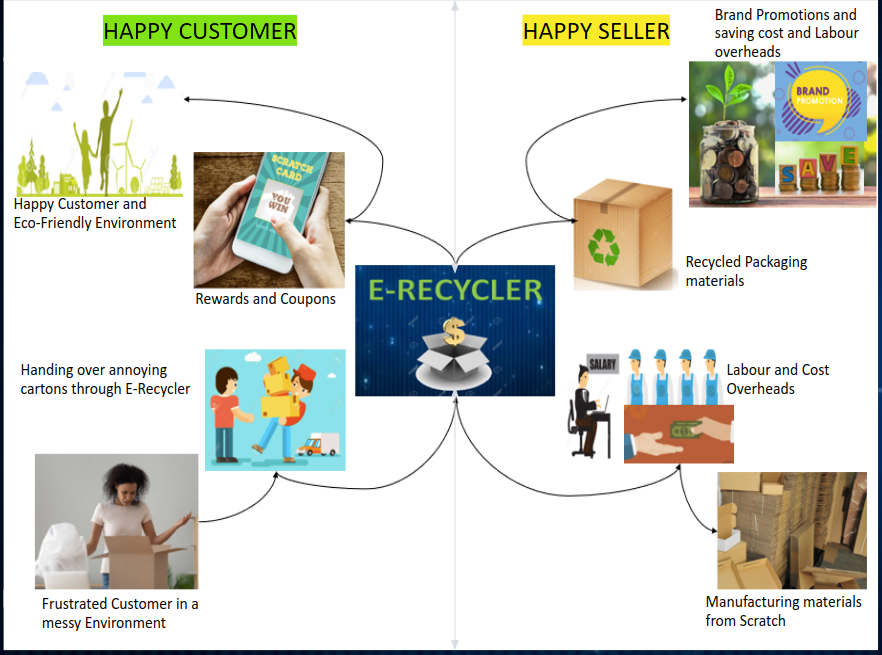 HAPPY CUSTOMER
HAPPY SELLER
Brand Promotions and
saving cost and Labour
overheads
BRAND
PROMOTION
SAVE
Happy Customer and
Eco-Friendly Environment
SCRATCH
CARD
YOU
WIN
Rewards and Coupons
Recycled Packaging
materials
E-RECYCLER
$
Handing over annoying
cartons through E-Recycler
SALARY
Labour and Cost
Overheads
Frustrated Customer in a
messy Environment
Manufacturing materials
from Scratch